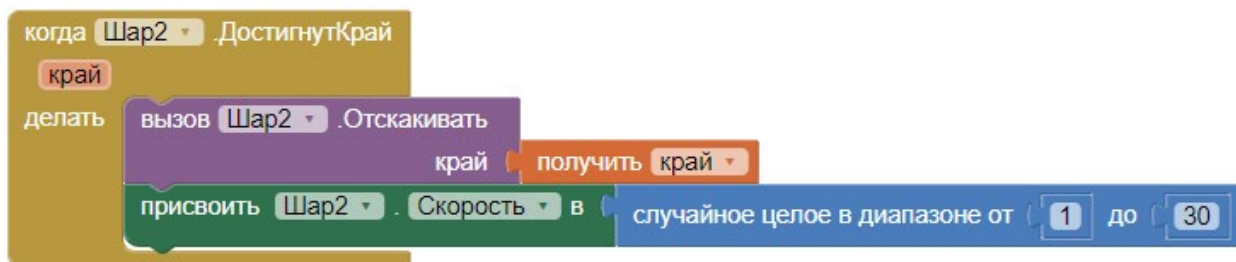 когда Шар2 .ДостигнутКрай
край
делать вызов Шар2 .Отскакивать
край получить край
присвоить Шар2 . Скорость в случайное целое в диапазоне от 1 до 30